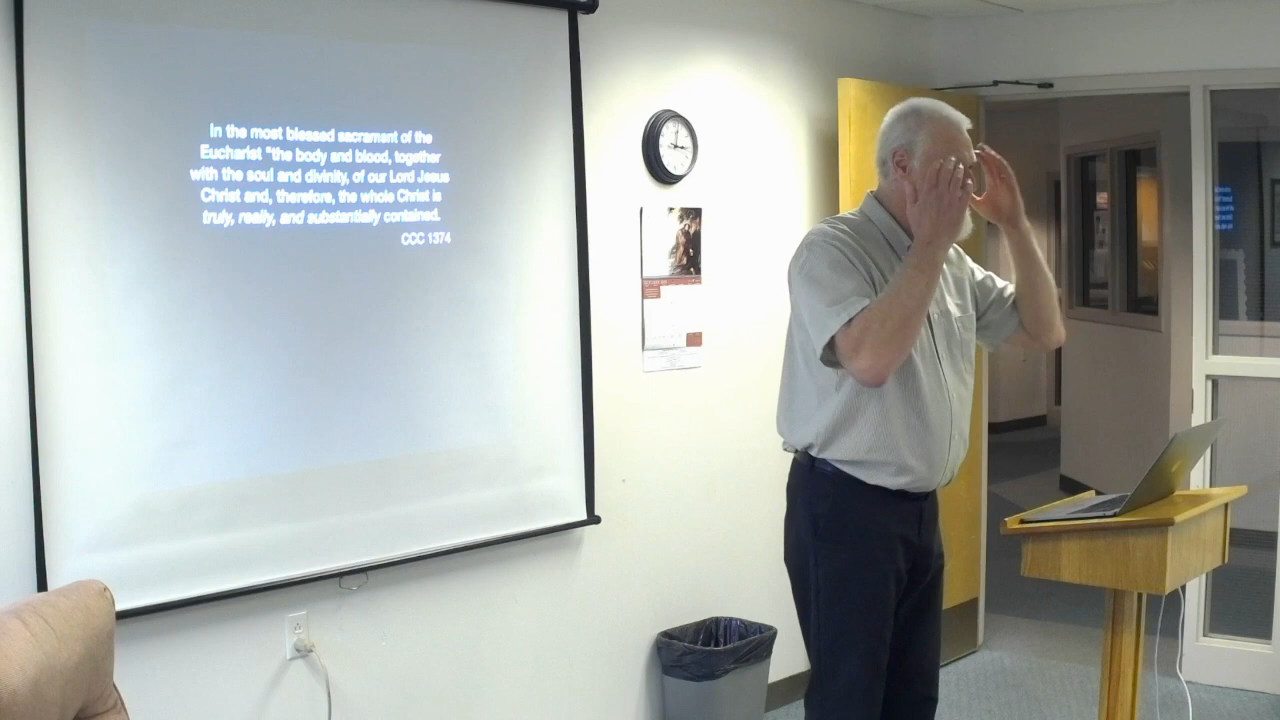 In the most blessed sacrament of the
Eucharist "the body and blood, together
with the soul and divinity, of our Lord Jesus
Christ and, therefore, the whole Christ is
truly, really, and substantially contained.
CCC 1374